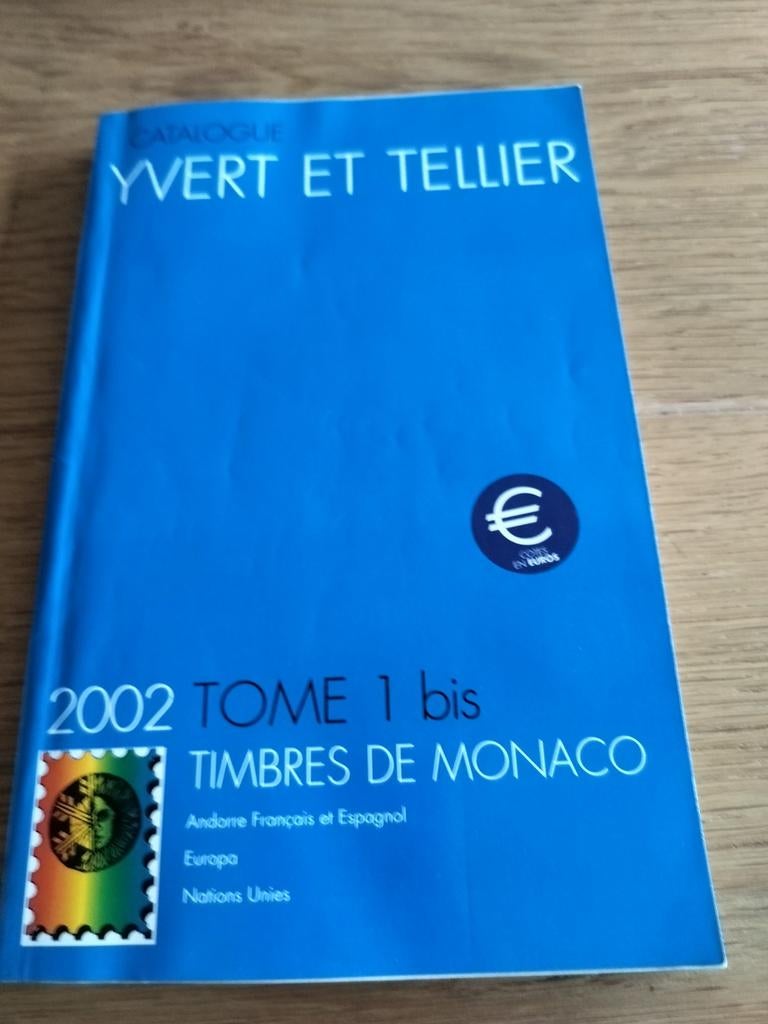 CATALOGUE
YVERT ET TELLIER
€
COTES
EN EUROS
2002 TOME 1 bis
TIMBRES DE MONACO
Andorre Français et Espagnol
Europa
Nations Unies